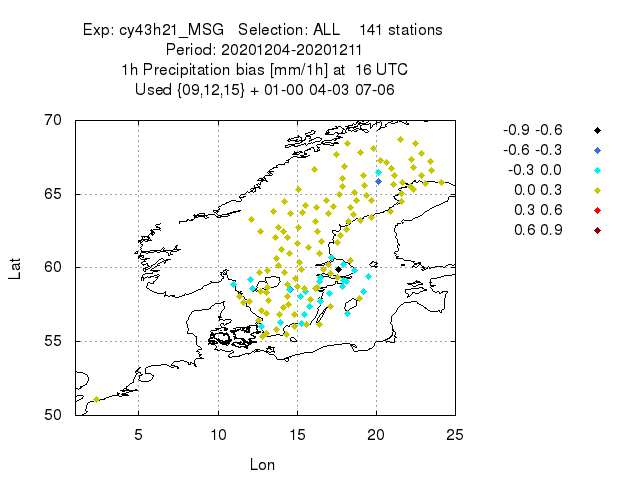 Exp: cy43h21_MSG   Selection: ALL    141 stations
Period: 20201204-20201211
1h Precipitation bias [mm/1h] at  16 UTC
Used {09,12,15} + 01-00 04-03 07-06
70
65
60
55
50
Lat
5
10
15
20
25
Lon
-0.9 -0.6
-0.6 -0.3
-0.3 0.0
0.0 0.3
0.3 0.6
0.6 0.9